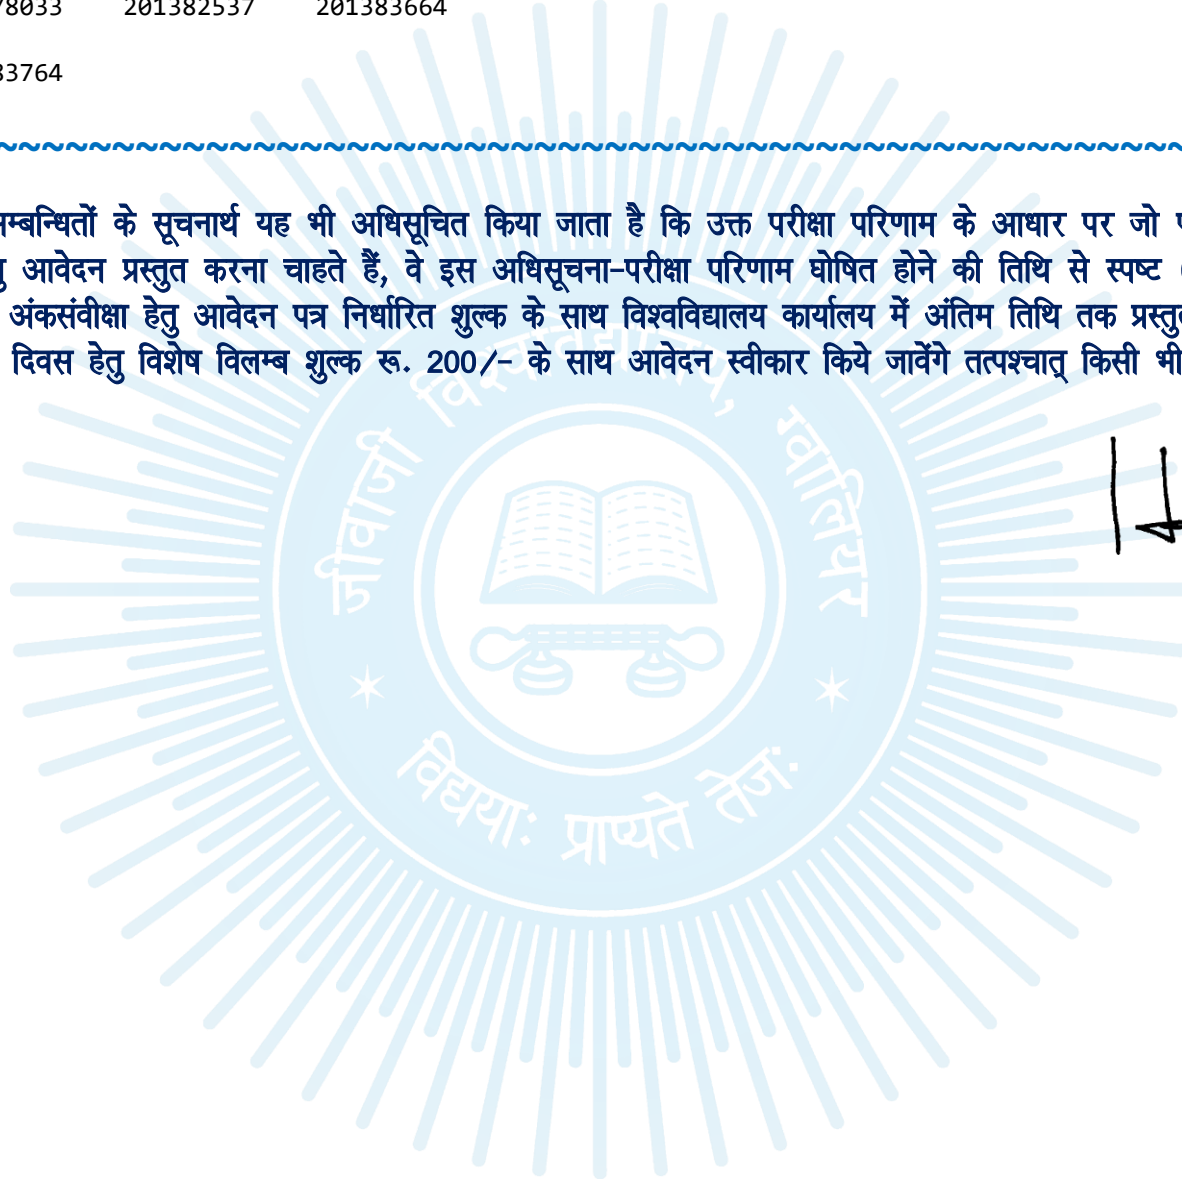 78033 201382537 201383664
83764
~~~~~~~~~~~~~~~~~~~~~~~~~~~~~~~~~~~~~~~~~~~~~~~~~~
म्बन्धितों के सूचनार्थ यह भी अधिसूचित किया जाता है कि उक्त परीक्षा परिणाम के आधार पर जो
आवेदन प्रस्तुत करना चाहते हैं, वे इस अधिसूचना-परीक्षा परिणाम घोषित होने की तिथि से स्पष्ट
अंकसंवीक्षा हेतु आवेदन पत्र निर्धारित शुल्क के साथ विश्वविद्यालय कार्यालय में अंतिम तिथि तक प्रस्तुत
दिवस हेतु विशेष विलम्ब शुल्क रू. 200/- के साथ आवेदन स्वीकार किये जावेंगे तत्पश्चात् किसी भी
जीवाजी विश्वविद्यालय, ग्वालियर
विद्यया: प्राप्यते तेज: